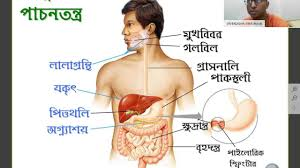 পাচনতন্ত্র
মুখবিবর
গলবিল
লালাগ্রন্থি
গ্রাসনালি
যকৃৎ
পাকস্থলী
পিত্তথলি
অগ্ন্যাশয়
ক্ষুদ্রান্ত্র
বৃহদন্ত্র
পাইলোরিক
স্ফিংটার